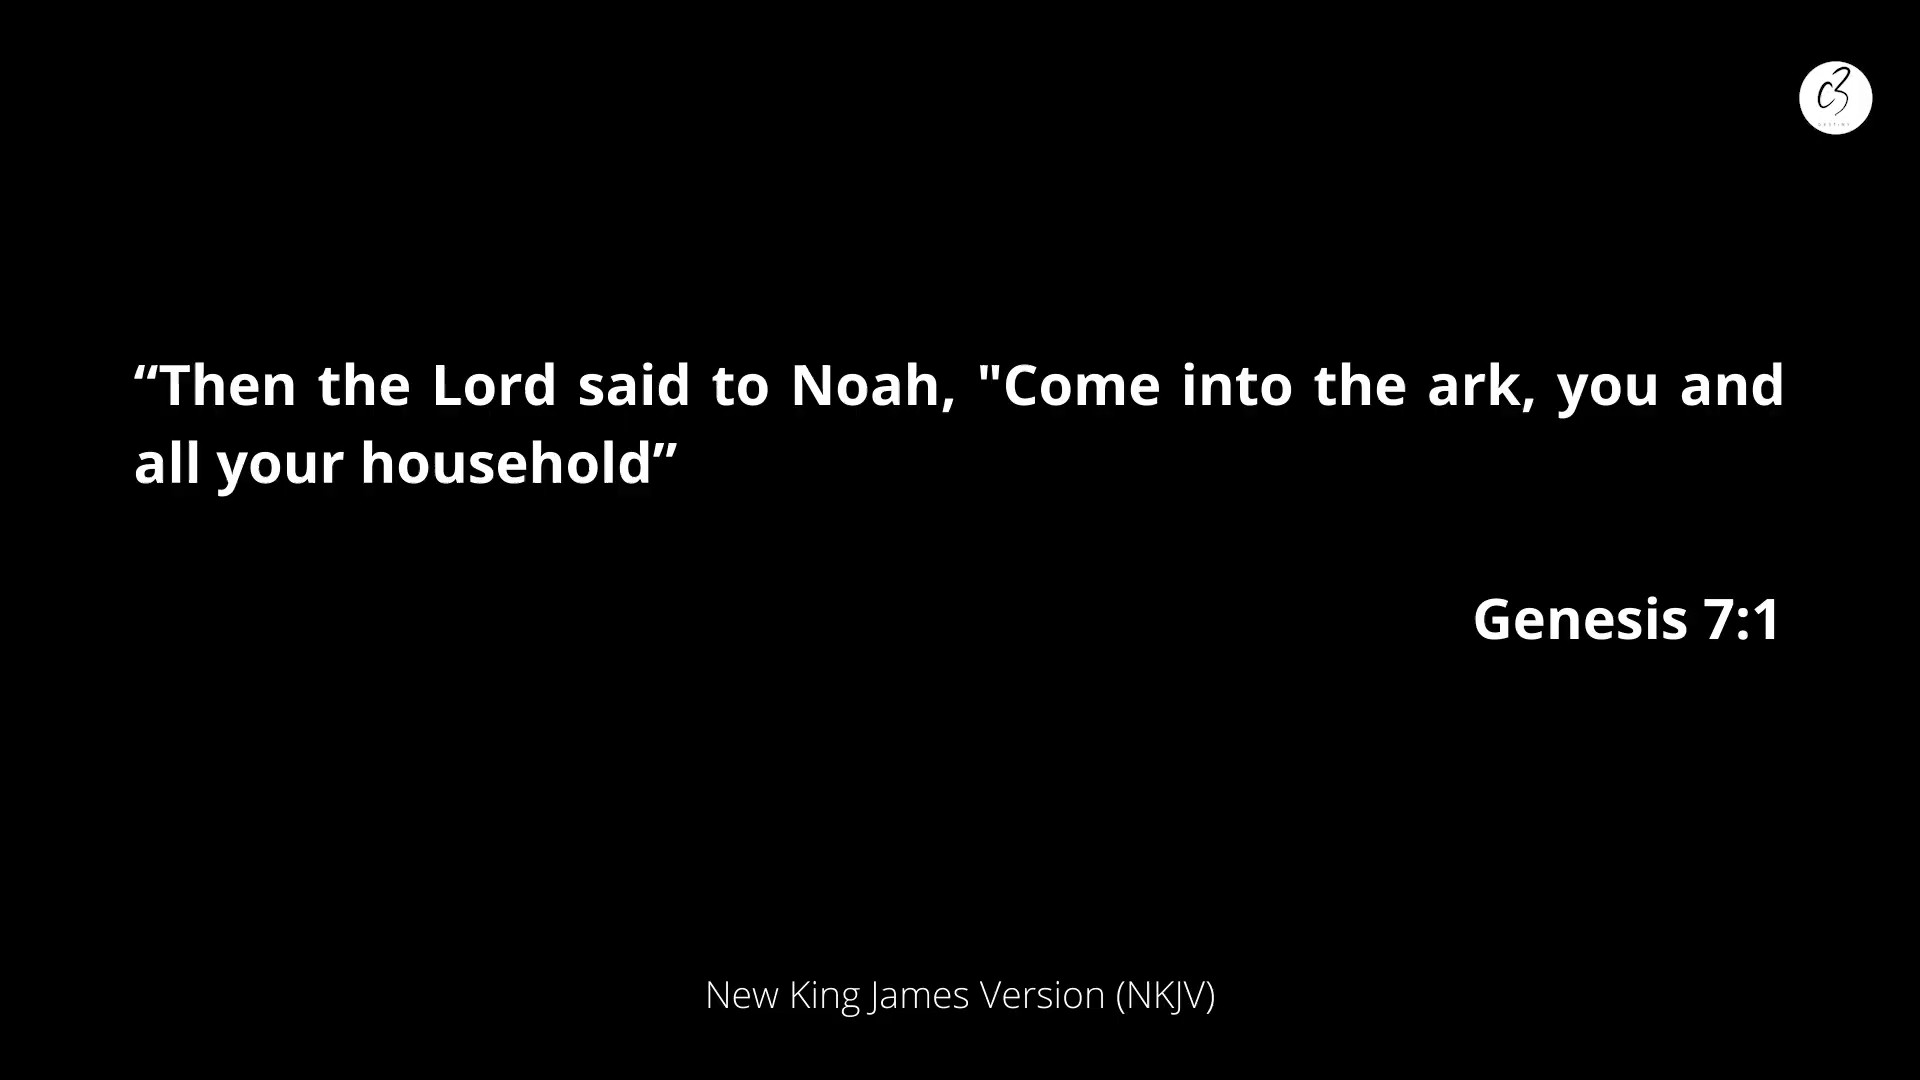 c3
“Then the Lord said to Noah, "Come into the ark, you and
all your household”
Genesis 7:1
New King James Version (NKJV)